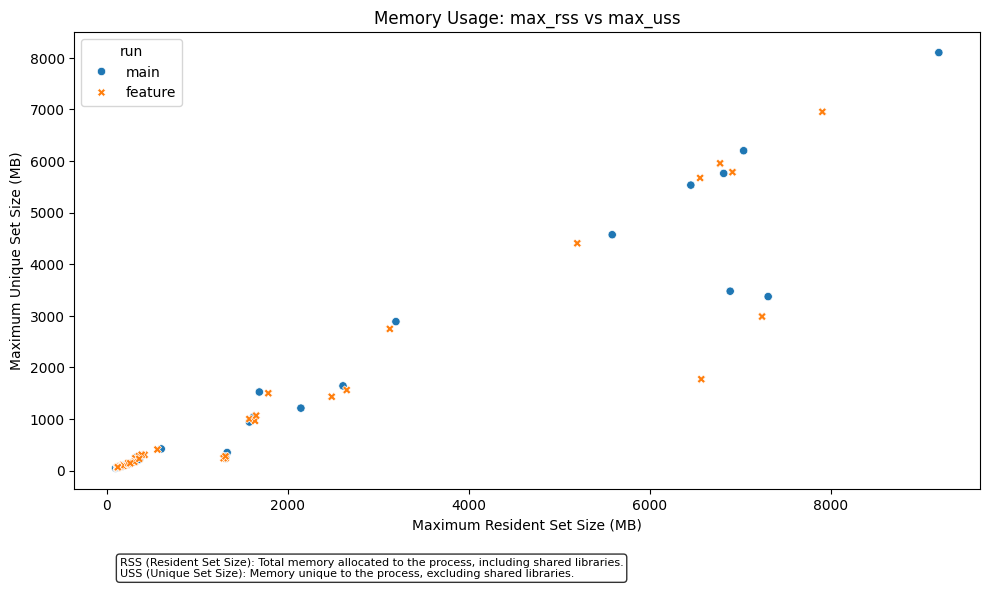 Memory Usage: max_rss vs max_uss
run
main
feature
8000
7000
6000
5000
4000
3000
2000
1000
0
Maximum Unique Set Size (MB)
0 2000 4000 6000 8000
Maximum Resident Set Size (MB)
RSS (Resident Set Size): Total memory allocated to the process, including shared libraries.
USS (Unique Set Size): Memory unique to the process, excluding shared libraries.